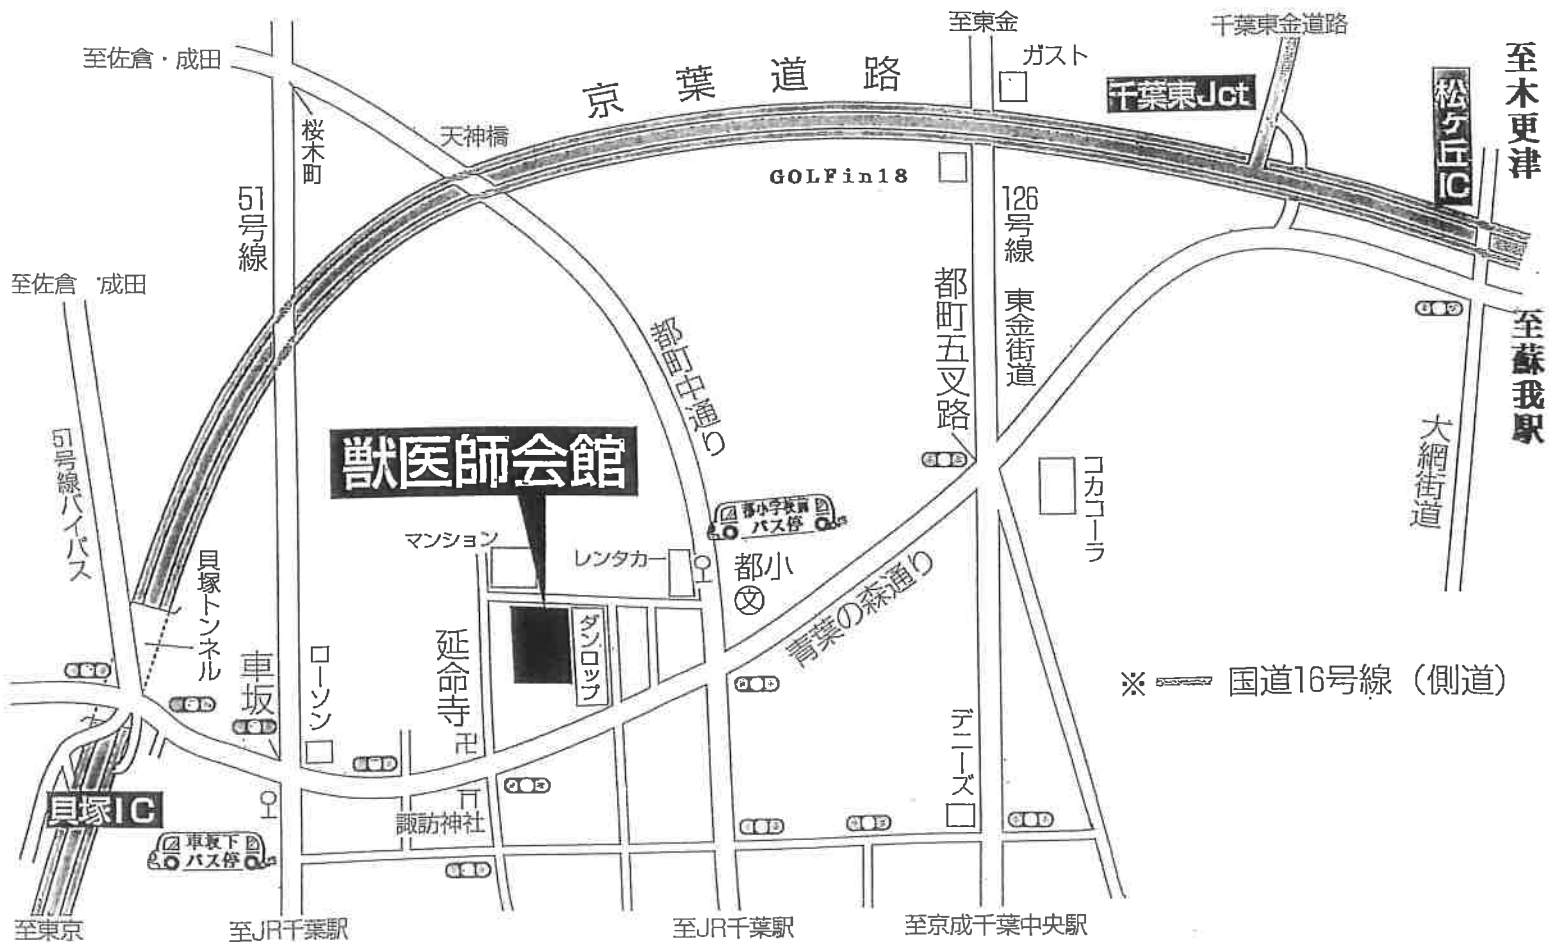 至東金
千葉東金道路
至佐倉・成田
ガスト
京葉道路
千葉東Jct
松ヶ丘IC
至木更津
桜木町
天神橋
GOLFin18
51号線
126号線 東金街道
至佐倉・成田
都町五叉路
都町中通り
至蘇我駅
大網街道
51号線バイパス
獣医師会館
コカコーラ
都小学校前
バス停
マンション
レンタカー
都小
文
青葉の森通り
貝塚トンネル
ダンロップ
延命寺
卍
車坂
ローソン
※ 国道16号線(側道)
デニーズ
貝塚IC
諏訪神社
車坂下
バス停
至東京
至JR千葉駅
至JR千葉駅
至京成千葉中央駅